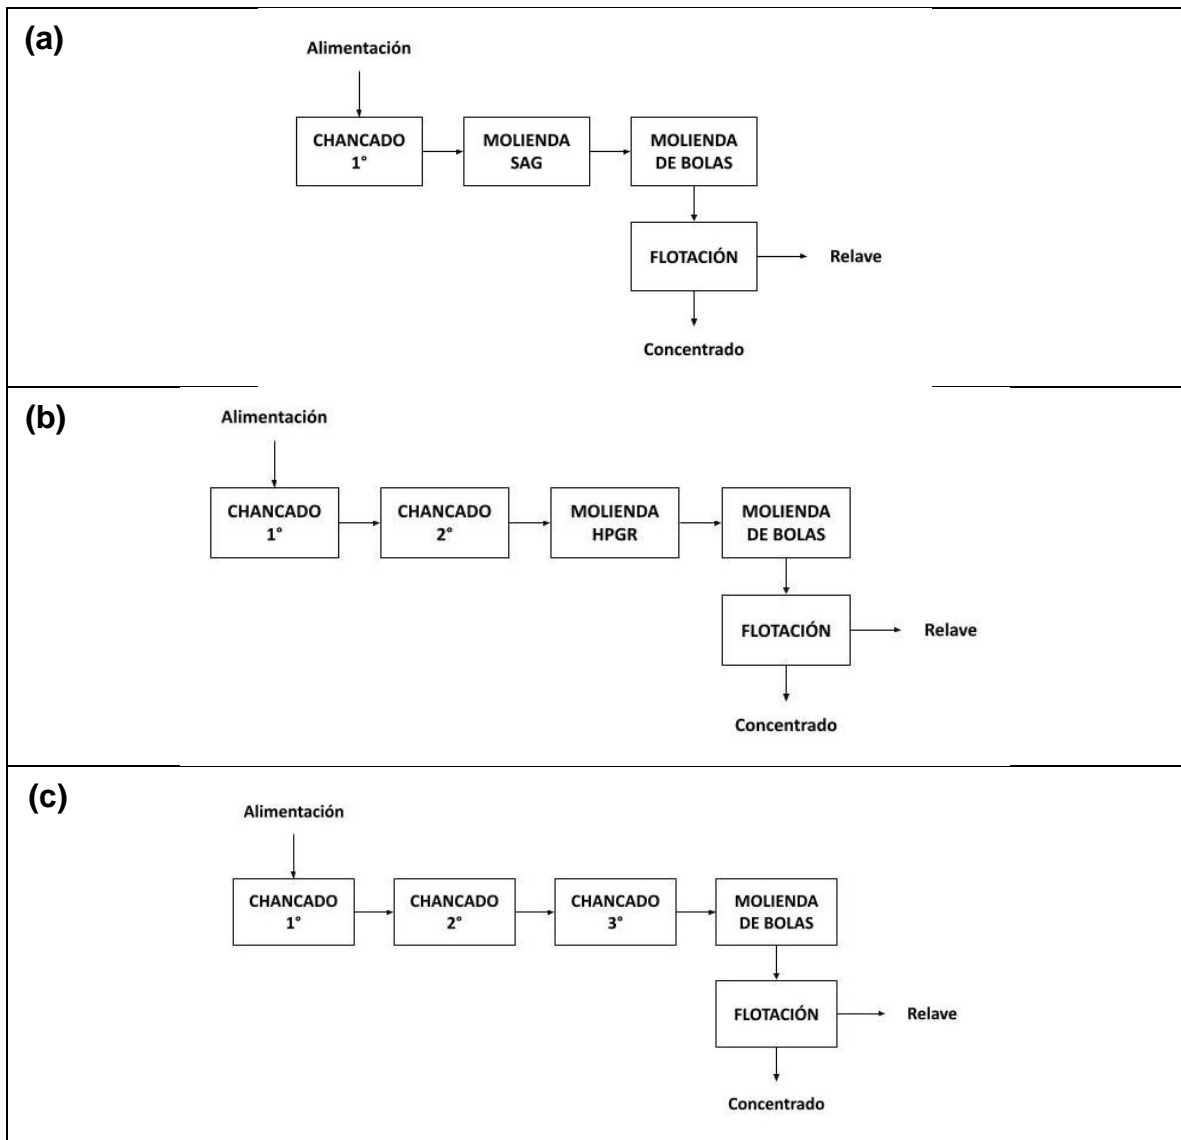 (a)
Alimentación
CHANCADO
1°
MOLIENDA
SAG
MOLIENDA
DE BOLAS
FLOTACIÓN
Relave
Concentrado
(b)
Alimentación
CHANCADO
1°
CHANCADO
2°
MOLIENDA
HPGR
MOLIENDA
DE BOLAS
FLOTACIÓN
Relave
Concentrado
(c)
Alimentación
CHANCADO
1°
CHANCADO
2°
CHANCADO
3°
MOLIENDA
DE BOLAS
FLOTACIÓN
Relave
Concentrado